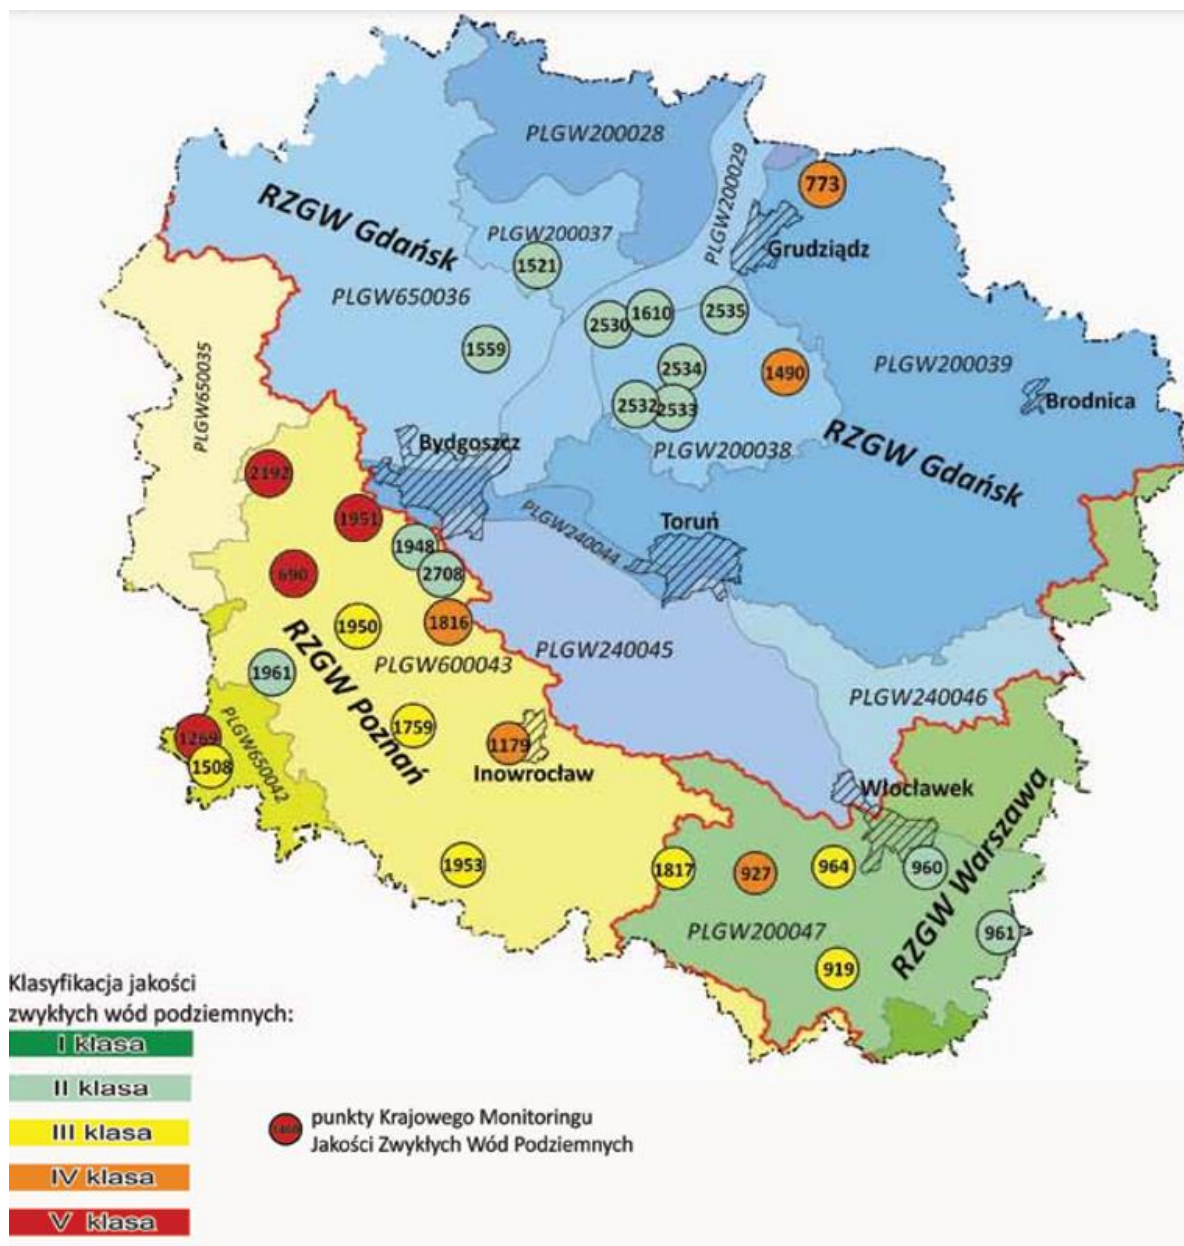 PLGW200028
PLGW200029
773
RZGW Gdańsk
PLGW200037
Grudziądz
1521
PLGW650036
2530
1610
2535
1559
PLGW650035
2534
1490
PLGW200039
2532
2533
Brodnica
Bydgoszcz
PLGW200038
RZGW Gdańsk
2192
1951
PLGW240044
Toruń
1948
2708
690
1950
1816
RZGW Poznań
PLGW600043
PLGW240045
1961
PLGW240046
PLGW650042
1759
1269
1179
1508
Inowrocław
Włocławek
RZGW Warszawa
1953
1817
927
964
960
PLGW200047
961
919
Klasyfikacja jakości
zwykłych wód podziemnych:
I klasa
II klasa
III klasa
IV klasa
V klasa
punkty Krajowego Monitoringu
Jakości Zwykłych Wód Podziemnych